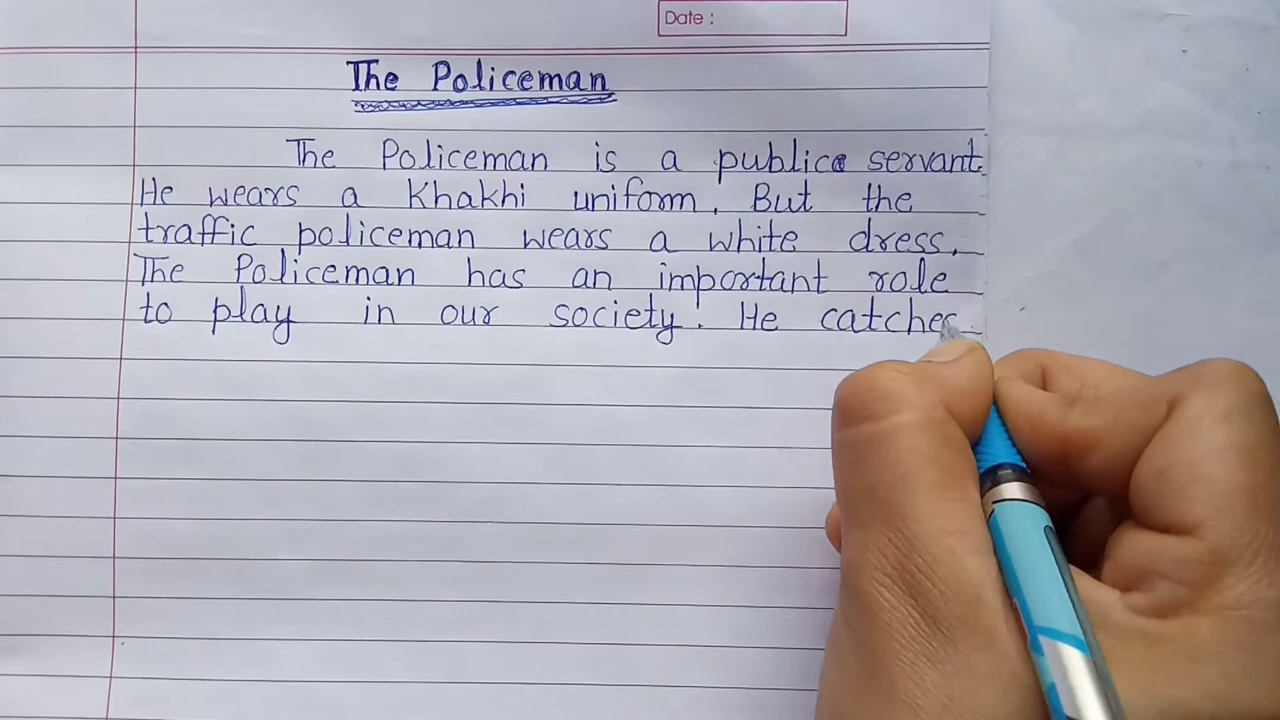 Date :
The Policeman
The Policeman is a public servant.
He wears a Khakhi uniform. But the
traffic policeman wears a white dress.
The Policeman has an important role
to play in our society. He catches